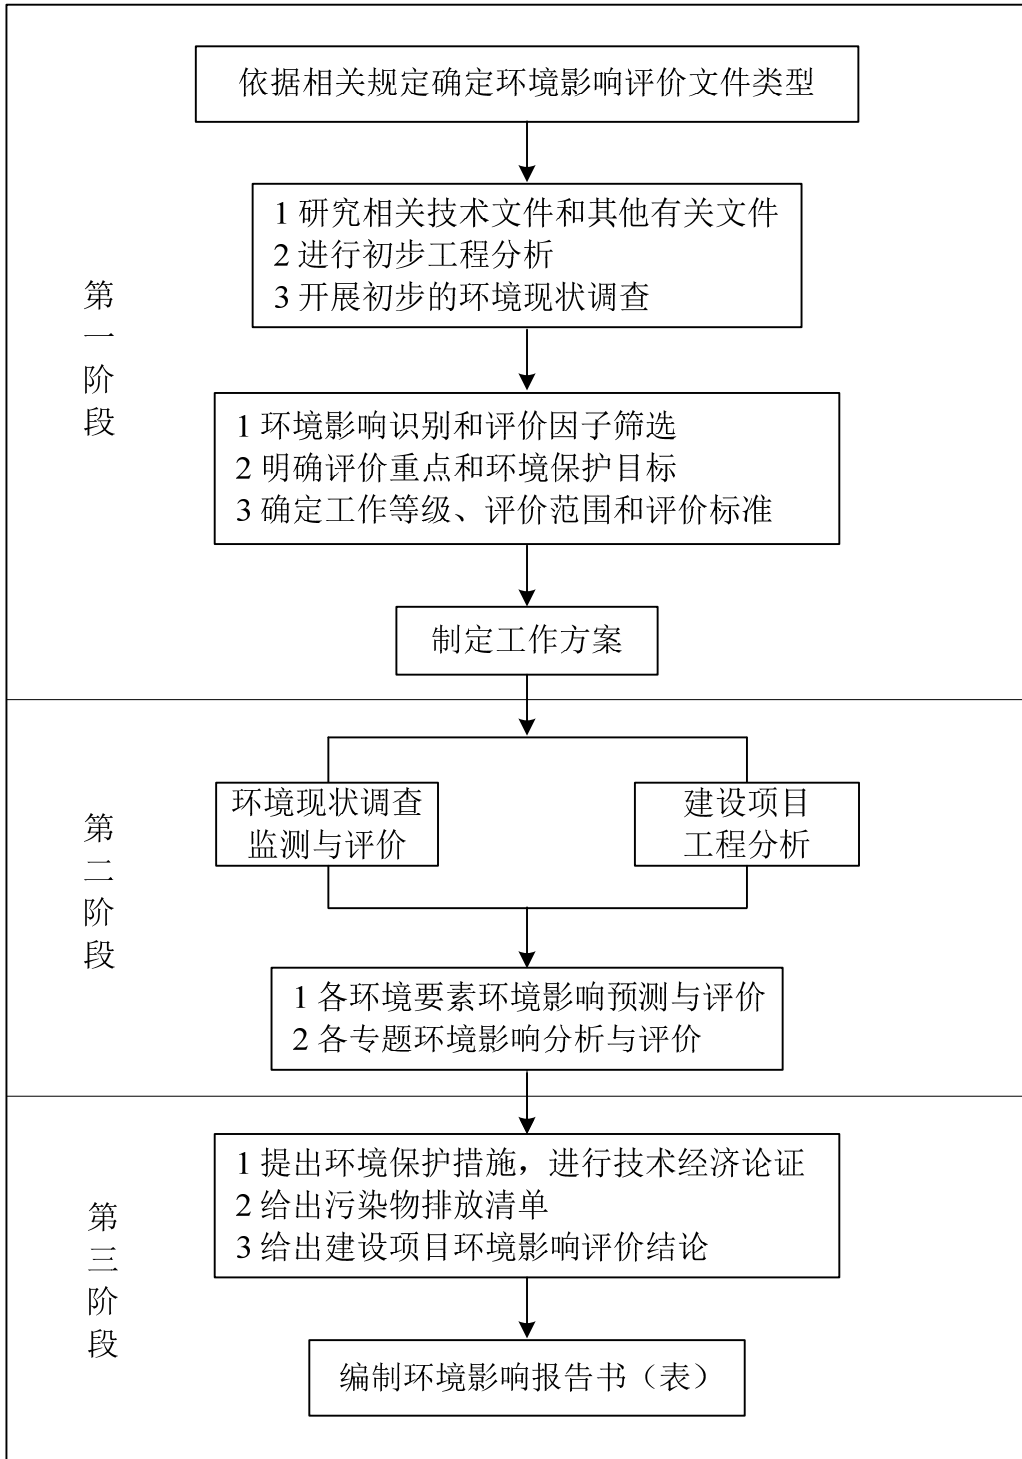 依据相关规定确定环境影响评价文件类型
1 研究相关技术文件和其他有关文件
2 进行初步工程分析
3 开展初步的环境现状调查
第一阶段
1 环境影响识别和评价因子筛选
2 明确评价重点和环境保护目标
3 确定工作等级、评价范围和评价标准
制定工作方案
第二阶段
环境现状调查
监测与评价
建设项目
工程分析
1 各环境要素环境影响预测与评价
2 各专题环境影响分析与评价
第三阶段
1 提出环境保护措施，进行技术经济论证
2 给出污染物排放清单
3 给出建设项目环境影响评价结论
编制环境影响报告书（表）